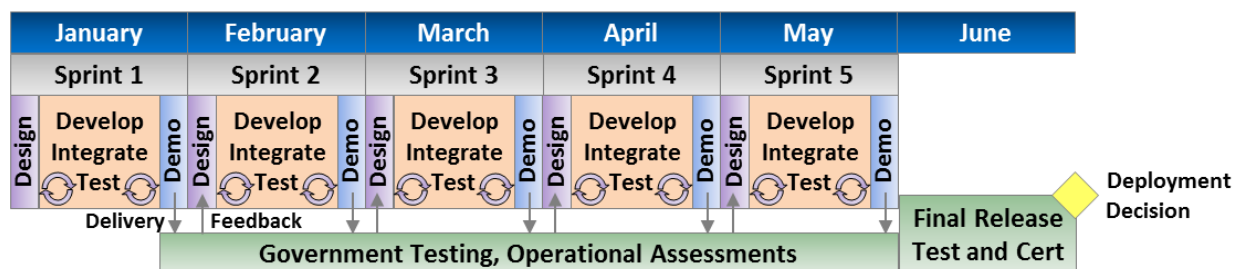 January February March April May June
Sprint 1 Sprint 2 Sprint 3 Sprint 4 Sprint 5
Design
Develop
Integrate
Test
Demo
Design
Develop
Integrate
Test
Demo
Design
Develop
Integrate
Test
Demo
Design
Develop
Integrate
Test
Demo
Design
Develop
Integrate
Test
Demo
Deployment
Decision
Delivery
Feedback
Final Release
Test and Cert
Government Testing, Operational Assessments